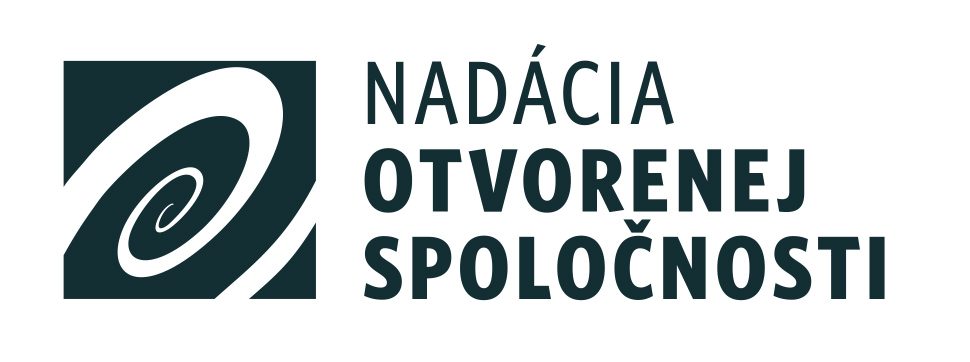 NADÁCIA
OTVORENEJ
SPOLOČNOSTI